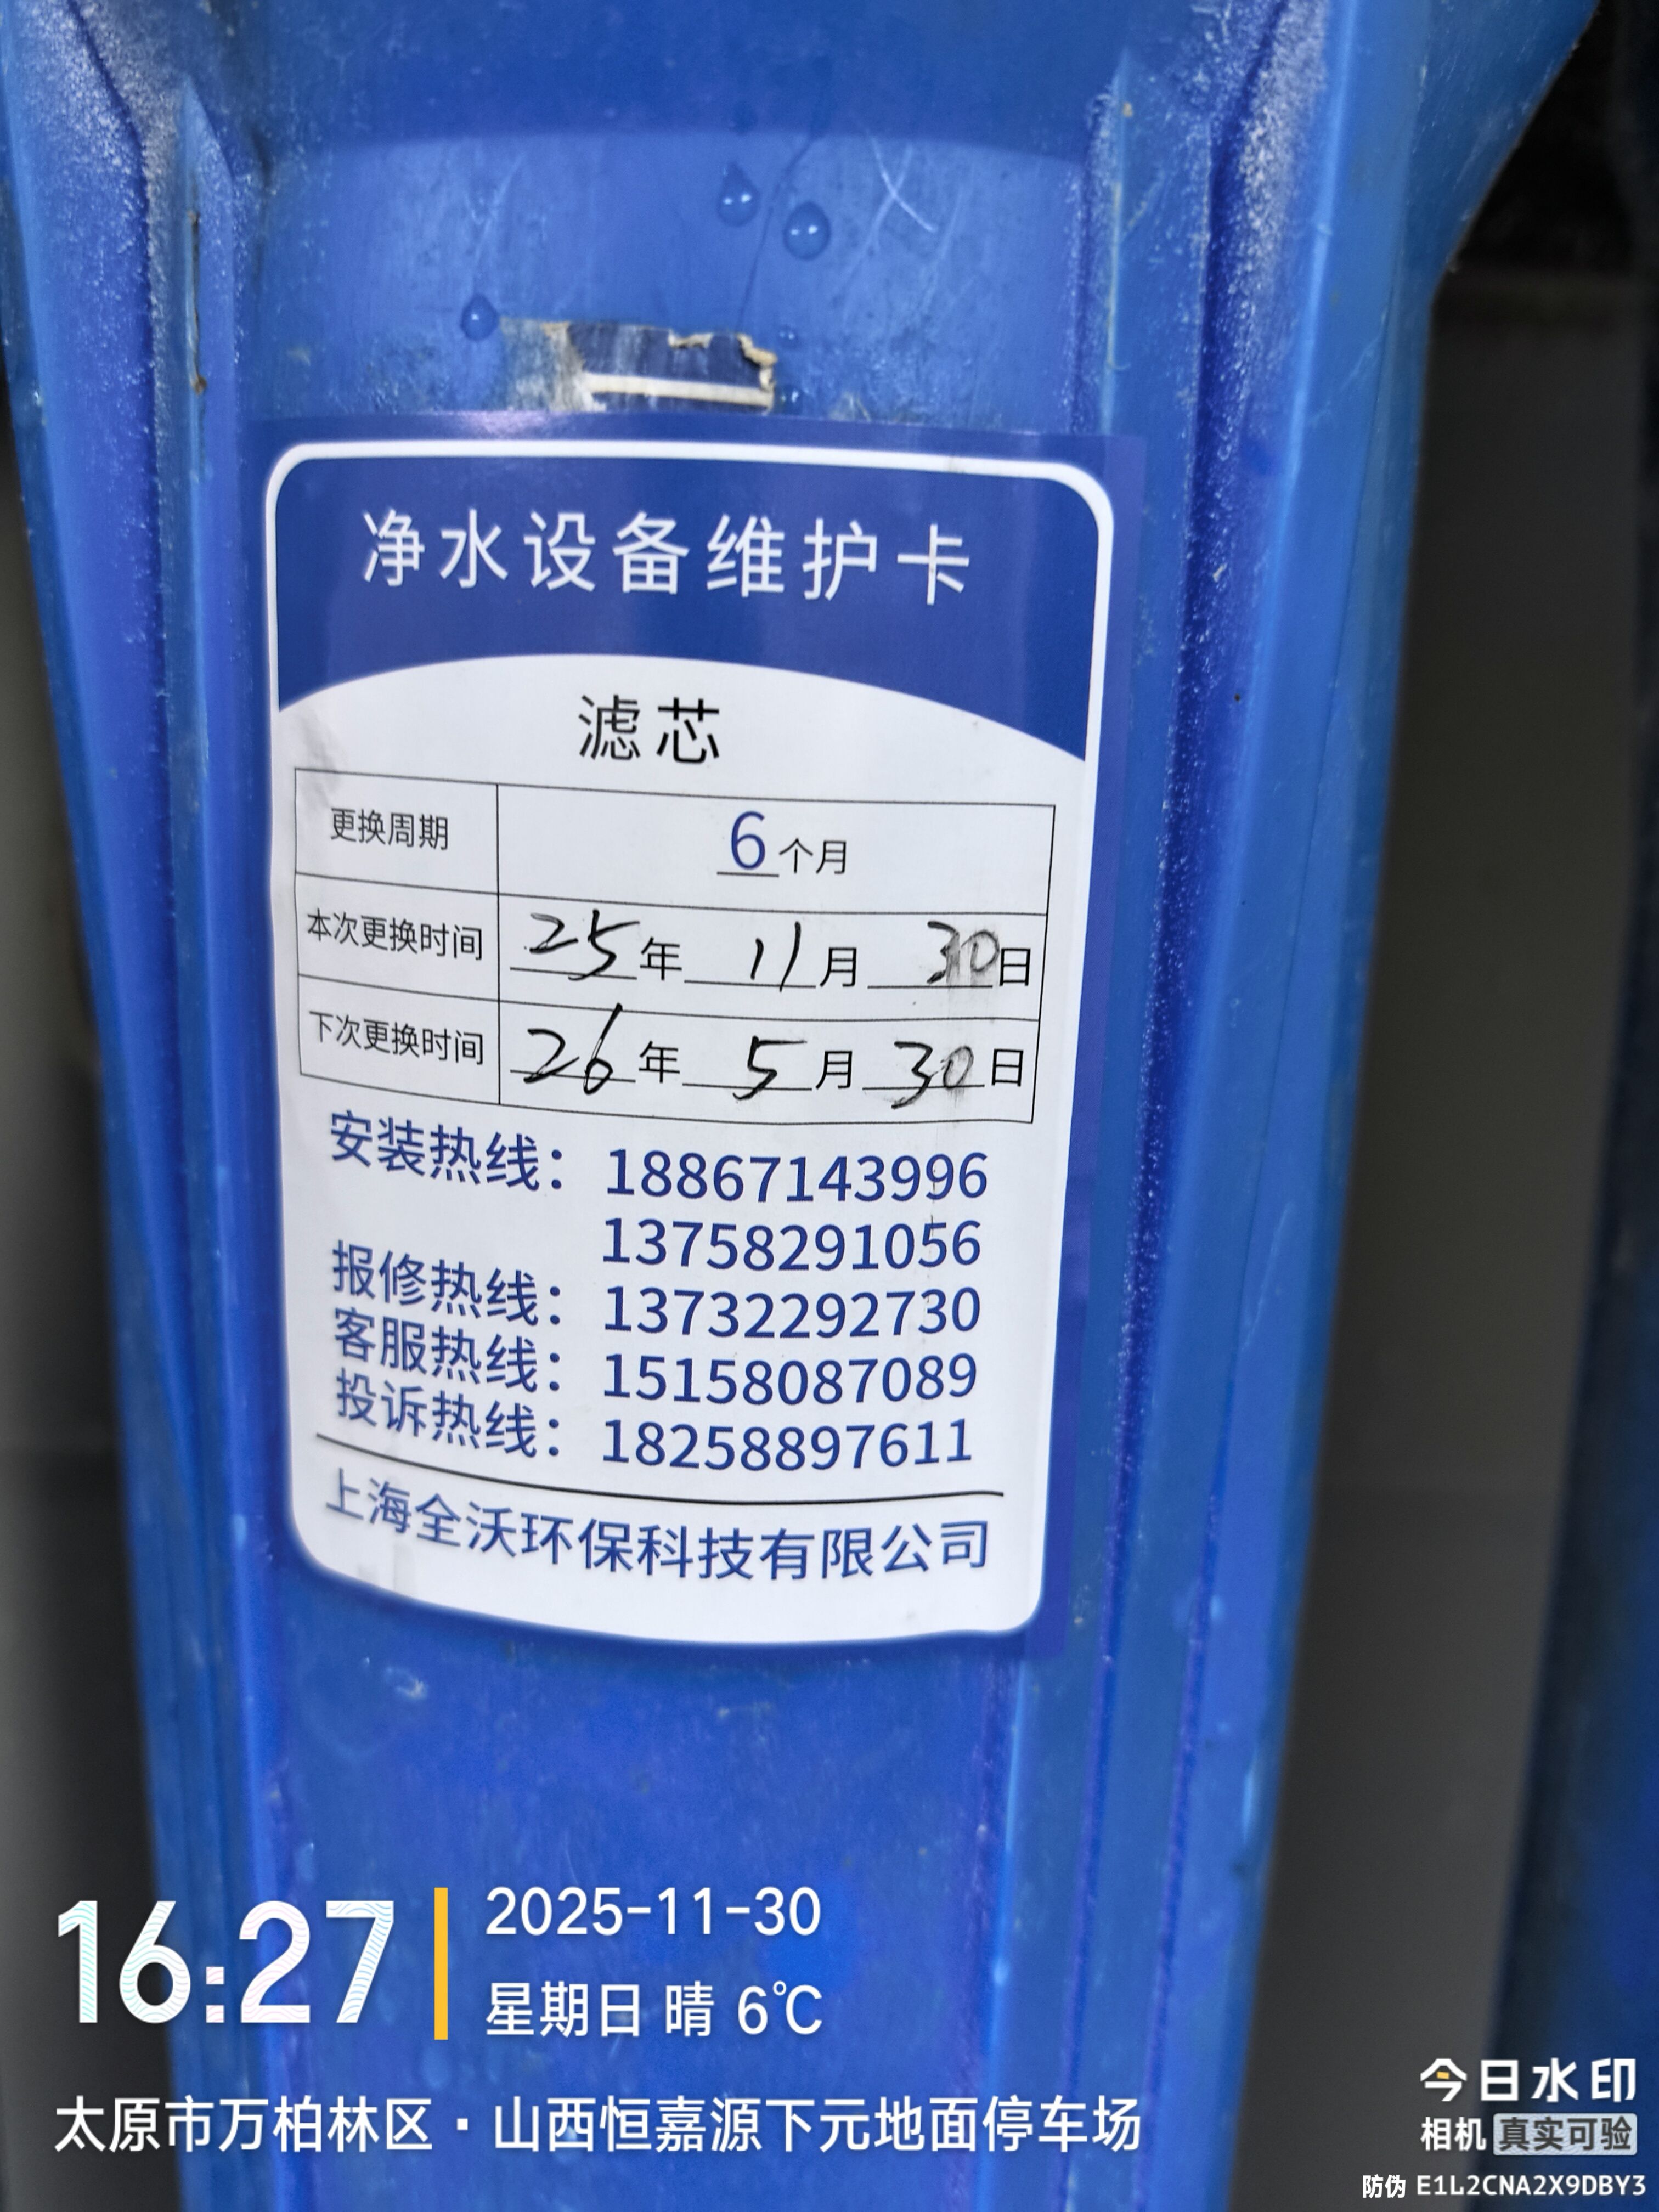 净水设备维护卡
滤芯
更换周期 6个月
本次更换时间 25年11月30日
下次更换时间 26年5月30日
安装热线：18867143996
13758291056
报修热线：13732292730
客服热线：15158087089
投诉热线：18258897611
上海全沃环保科技有限公司
16:27
2025-11-30
星期日 晴 6℃
太原市万柏林区·山西恒嘉源下元地面停车场
今日水印
相机 真实可验
防伪 E1L2CNA2X9DBY3